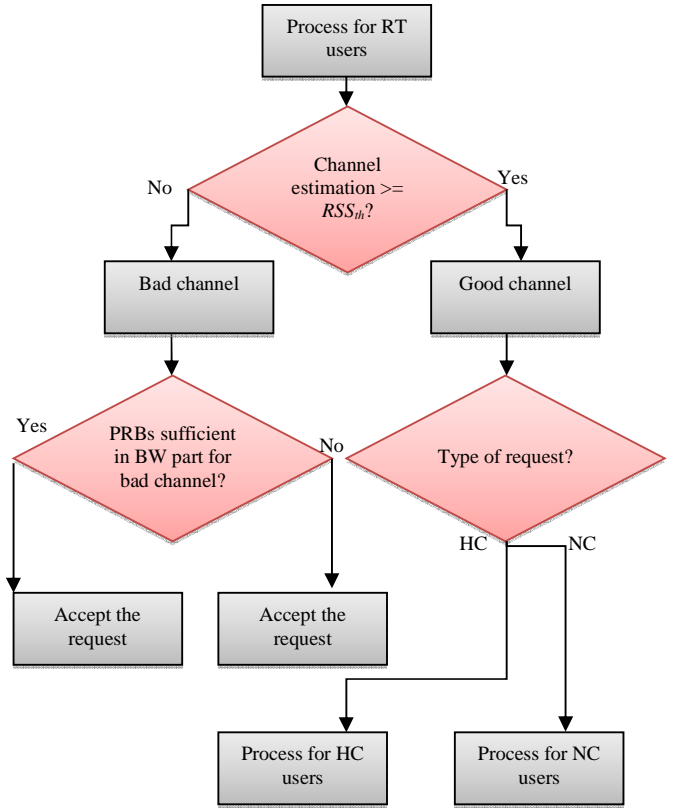 Process for RT
users
Channel
estimation >=
RSSth?
No
Yes
Bad channel
Good channel
Yes
PRBs sufficient
in BW part for
bad channel?
No
Type of request?
HC
NC
Accept the
request
Accept the
request
Process for HC
users
Process for NC
users